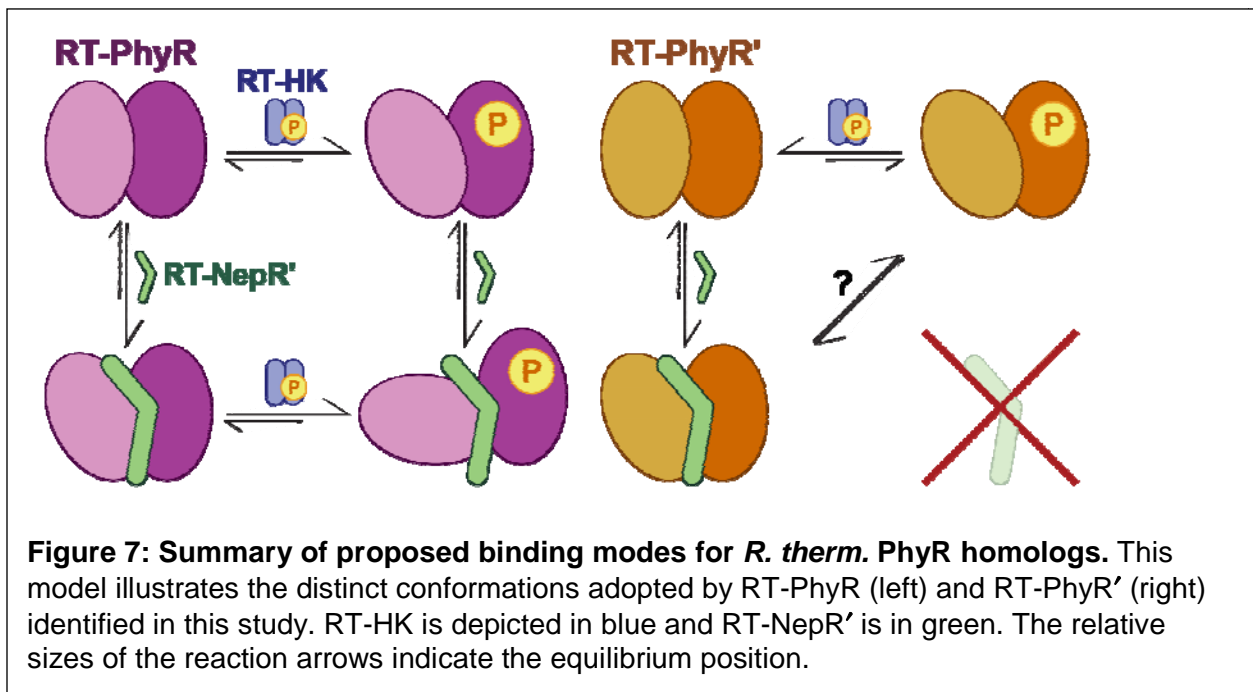 RT-PhyR
RT-HK
P
P
RT-PhyR'
P
P
RT-NepR'
?
P
P
Figure 7: Summary of proposed binding modes for R. therm. PhyR homologs. This
model illustrates the distinct conformations adopted by RT-PhyR (left) and RT-PhyR′ (right)
identified in this study. RT-HK is depicted in blue and RT-NepR′ is in green. The relative
sizes of the reaction arrows indicate the equilibrium position.